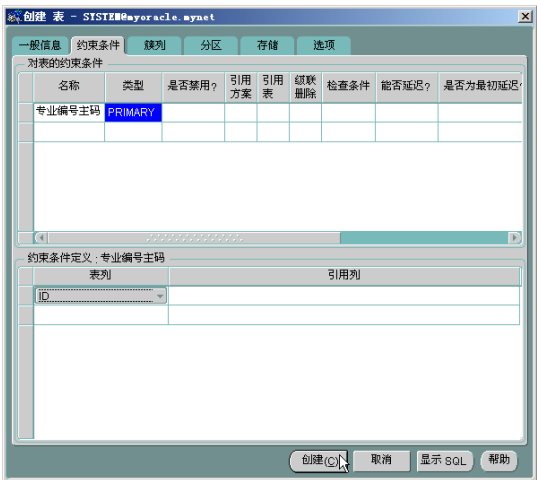 创建 表 - SYSTEM@myoracle.mynet
一般信息 约束条件 簇列 分区 存储 选项
对表的约束条件
名称 类型 是否禁用? 引用方案 引用表 级联删除 检查条件 能否延迟? 是否为最初延迟?
专业编号主码 PRIMARY
约束条件定义 : 专业编号主码
表列 引用列
ID
创建(C) 取消 显示 SQL 帮助